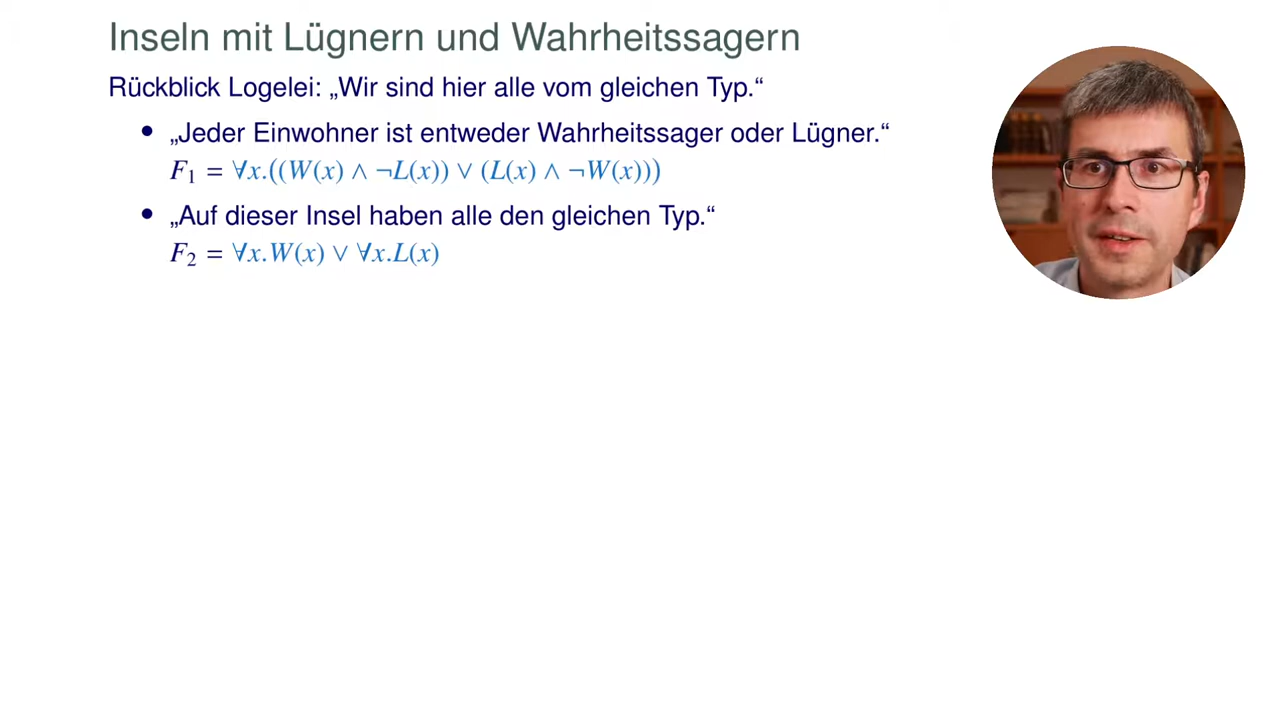 Inseln mit Lügnern und Wahrheitssagern
Rückblick Logelei: „Wir sind hier alle vom gleichen Typ.“
• „Jeder Einwohner ist entweder Wahrheitssager oder Lügner.“
F₁ = ∀x.((W(x) ∧ ¬L(x)) ∨ (L(x) ∧ ¬W(x)))
• „Auf dieser Insel haben alle den gleichen Typ.“
F₂ = ∀x.W(x) ∨ ∀x.L(x)